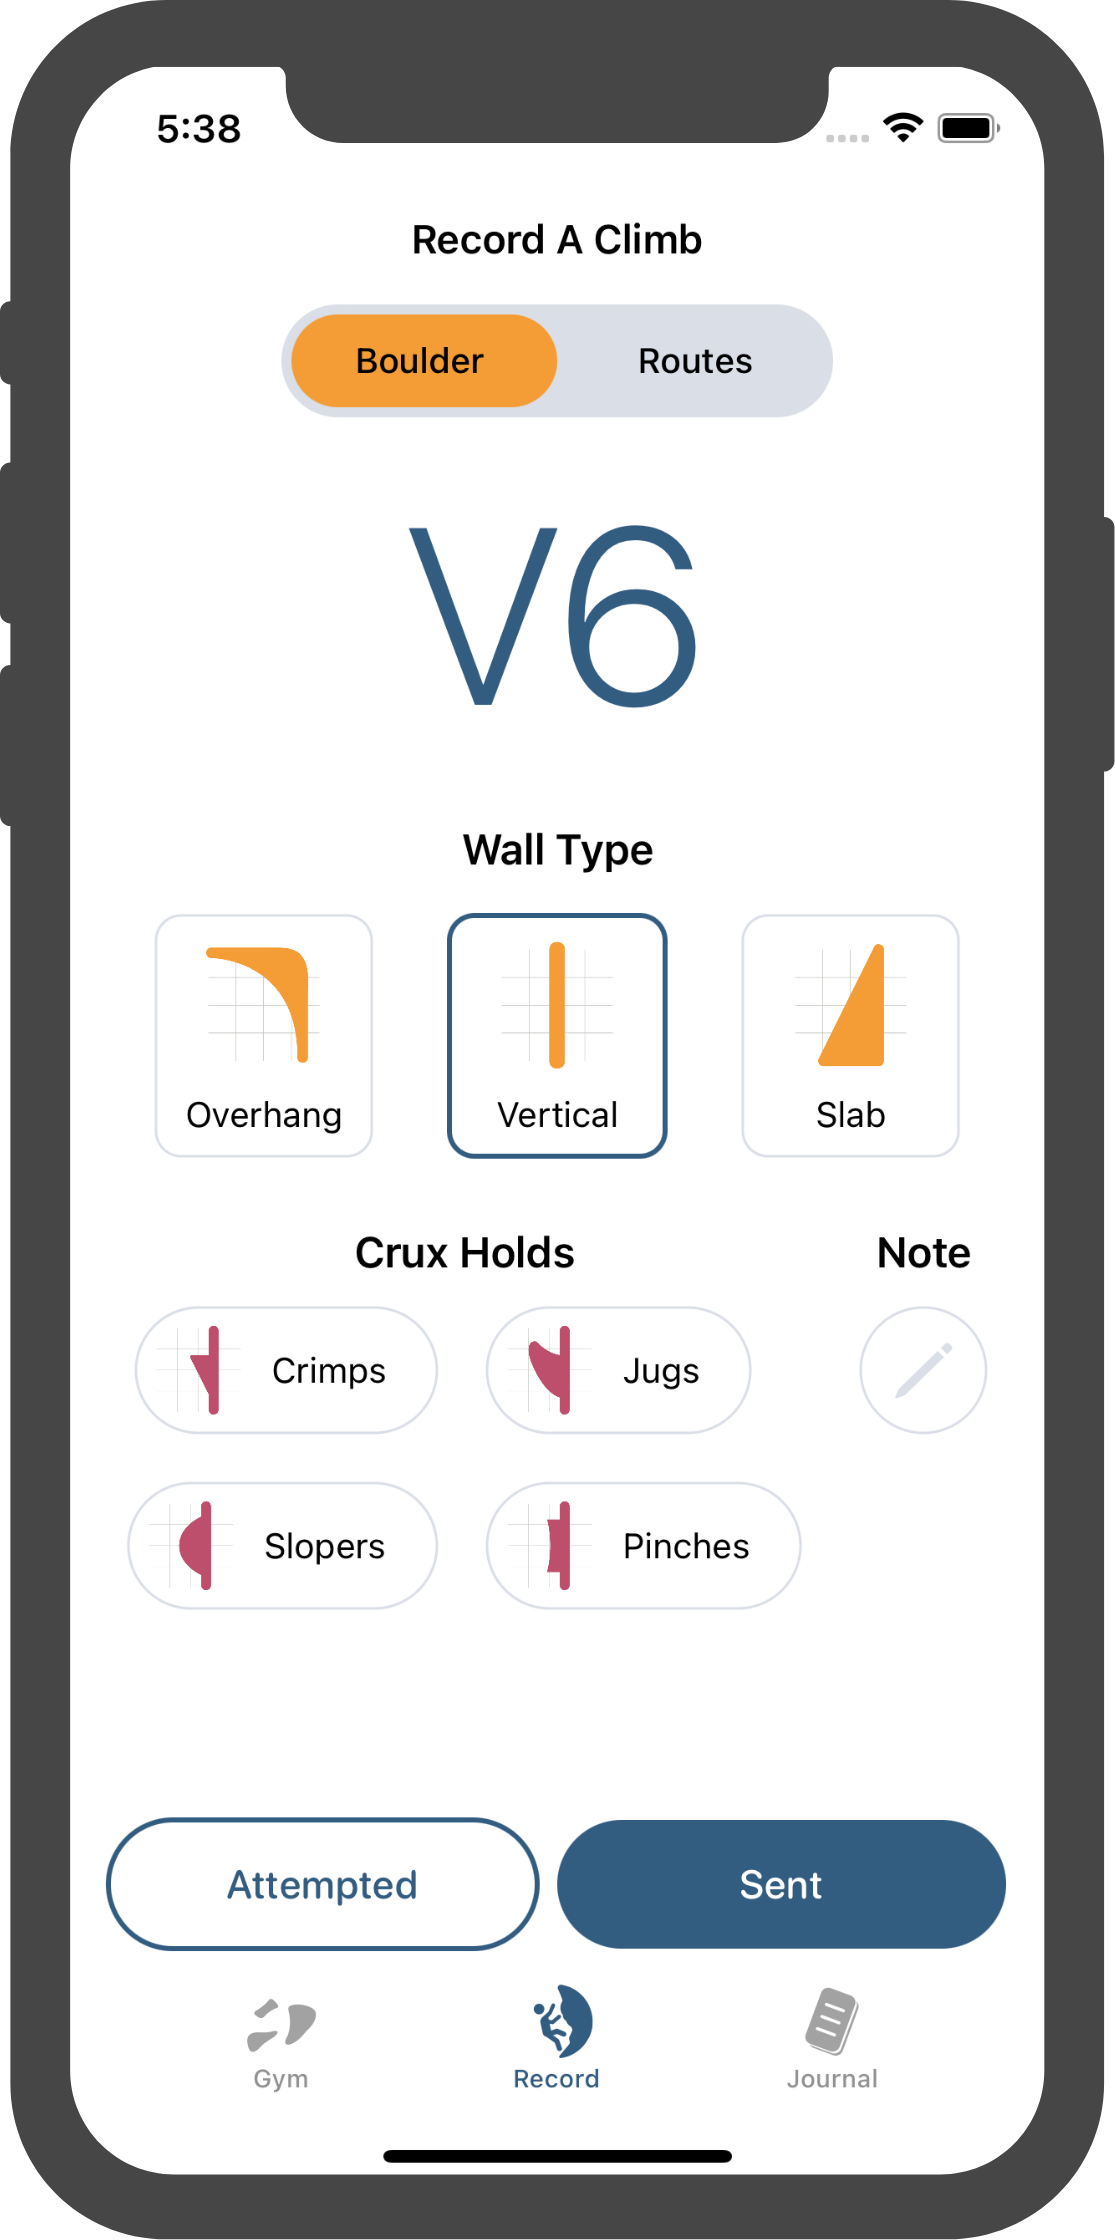 5:38
Record A Climb
Boulder Routes
V6
Wall Type
Overhang Vertical Slab
Crux Holds Note
Crimps Jugs
Slopers Pinches
Attempted Sent
Gym Record Journal